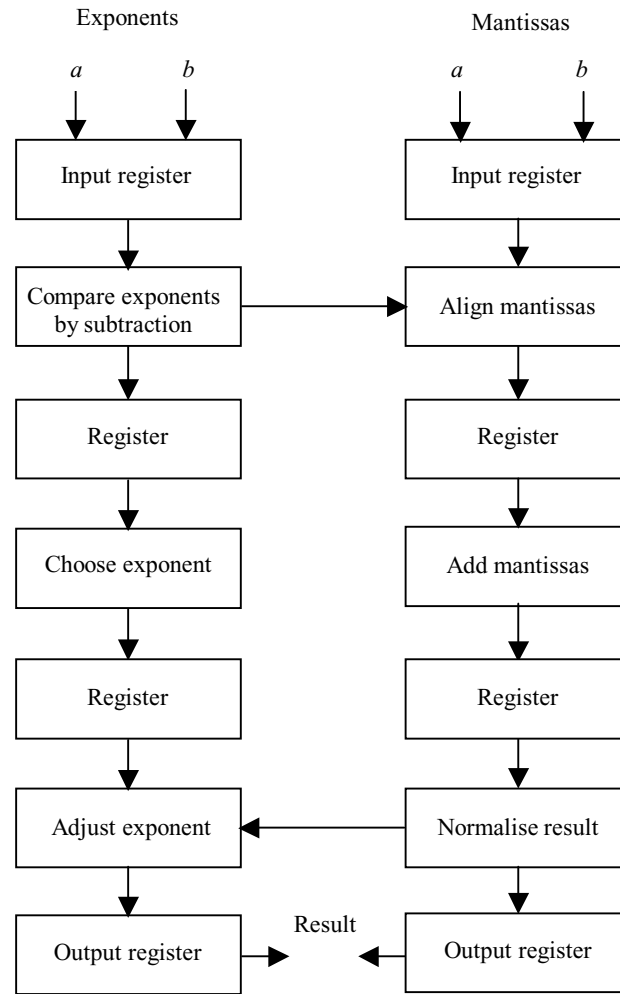 Exponents
Mantissas
a
b
a
b
Input register
Input register
Compare exponents
by subtraction
Align mantissas
Register
Register
Choose exponent
Add mantissas
Register
Register
Adjust exponent
Normalise result
Result
Output register
Output register